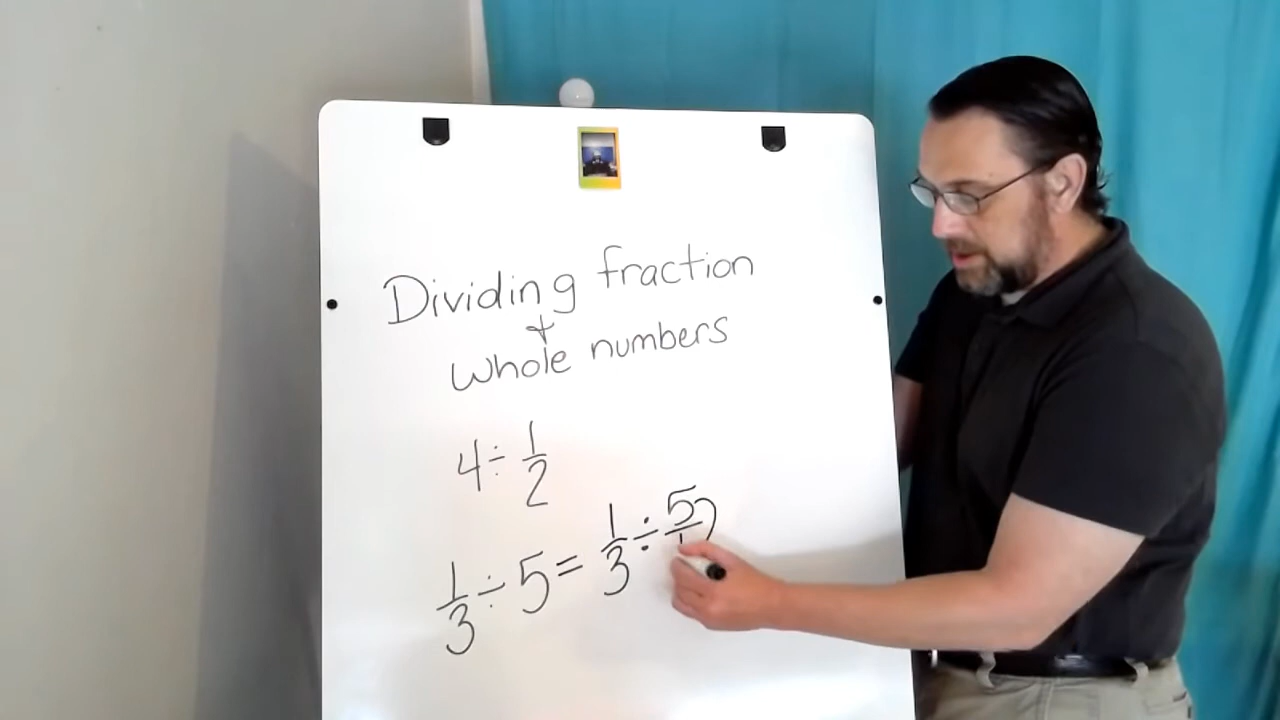 Dividing fraction
+
whole numbers
4 ÷ 1/2
1/3 ÷ 5 = 1/3 ÷ 5/1